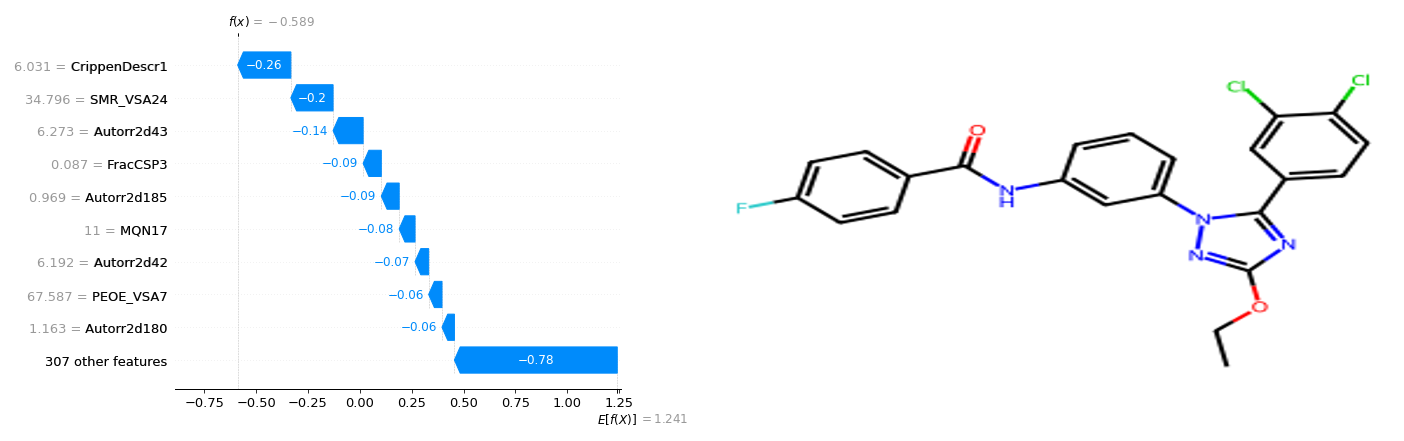 f(x) = −0.589
6.031 = CrippenDescr1
−0.26
34.796 = SMR_VSA24
−0.2
6.273 = Autorr2d43
−0.14
0.087 = FracCSP3
−0.09
0.969 = Autorr2d185
−0.09
11 = MQN17
−0.08
6.192 = Autorr2d42
−0.07
67.587 = PEOE_VSA7
−0.06
1.163 = Autorr2d180
−0.06
307 other features
−0.78
−0.75 −0.50 −0.25 0.00 0.25 0.50 0.75 1.00 1.25
E[f(X)] = 1.241
Cl
Cl
O
F
N
H
N
N
N
O